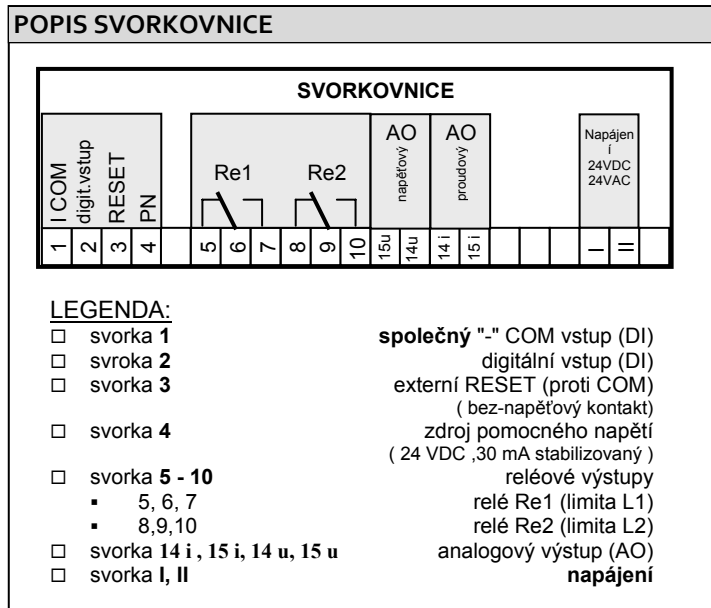 POPIS SVORKOVNICE
SVORKOVNICE
I COM
digit.vstup
RESET
PN
Re1
Re2
AO
napěťový
AO
proudový
Napájen
í
24VDC
24VAC
1 2 3 4 5 6 7 8 9 10 15u 14u 14 i 15 i I II
LEGENDA:
□ svorka 1 společný "-" COM vstup (DI)
□ svroka 2 digitální vstup (DI)
□ svorka 3 externí RESET (proti COM)
( bez-napěťový kontakt)
□ svorka 4 zdroj pomocného napětí
( 24 VDC ,30 mA stabilizovaný )
□ svorka 5 - 10 reléové výstupy
▪ 5, 6, 7 relé Re1 (limita L1)
▪ 8,9,10 relé Re2 (limita L2)
□ svorka 14 i , 15 i, 14 u, 15 u analogový výstup (AO)
□ svorka I, II napájení